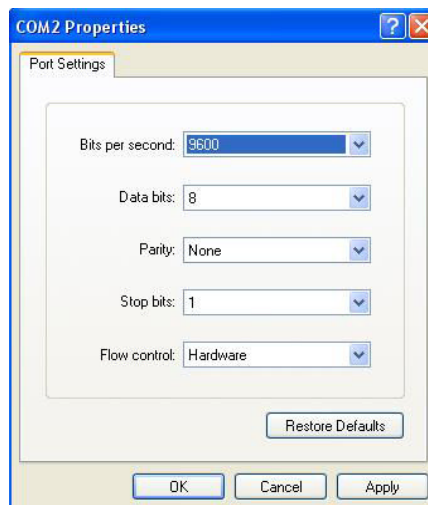 COM2 Properties
Port Settings
Bits per second: 9600
Data bits: 8
Parity: None
Stop bits: 1
Flow control: Hardware
Restore Defaults
OK Cancel Apply